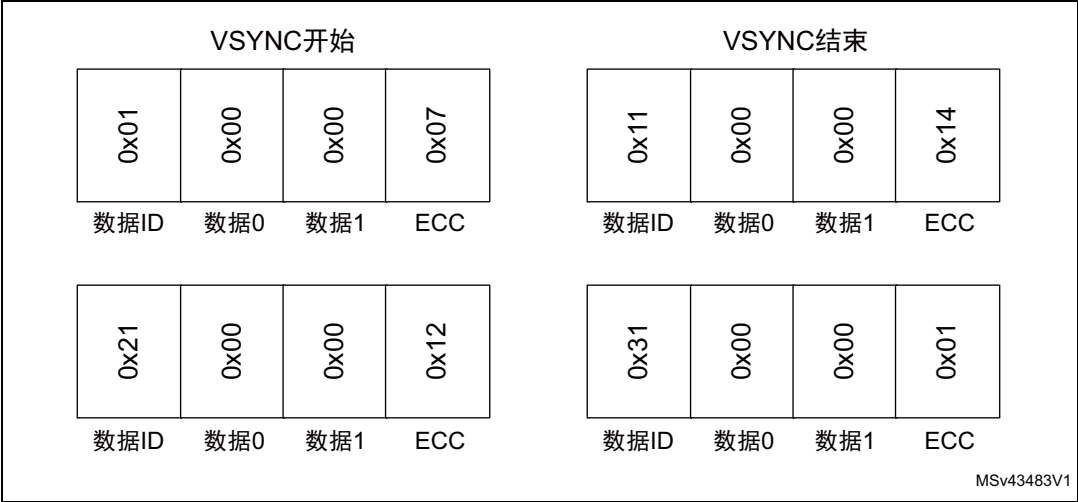 VSYNC开始
VSYNC结束
0x01 0x00 0x00 0x07
0x11 0x00 0x00 0x14
数据ID 数据0 数据1 ECC
数据ID 数据0 数据1 ECC
0x21 0x00 0x00 0x12
0x31 0x00 0x00 0x01
数据ID 数据0 数据1 ECC
数据ID 数据0 数据1 ECC
MSv43483V1